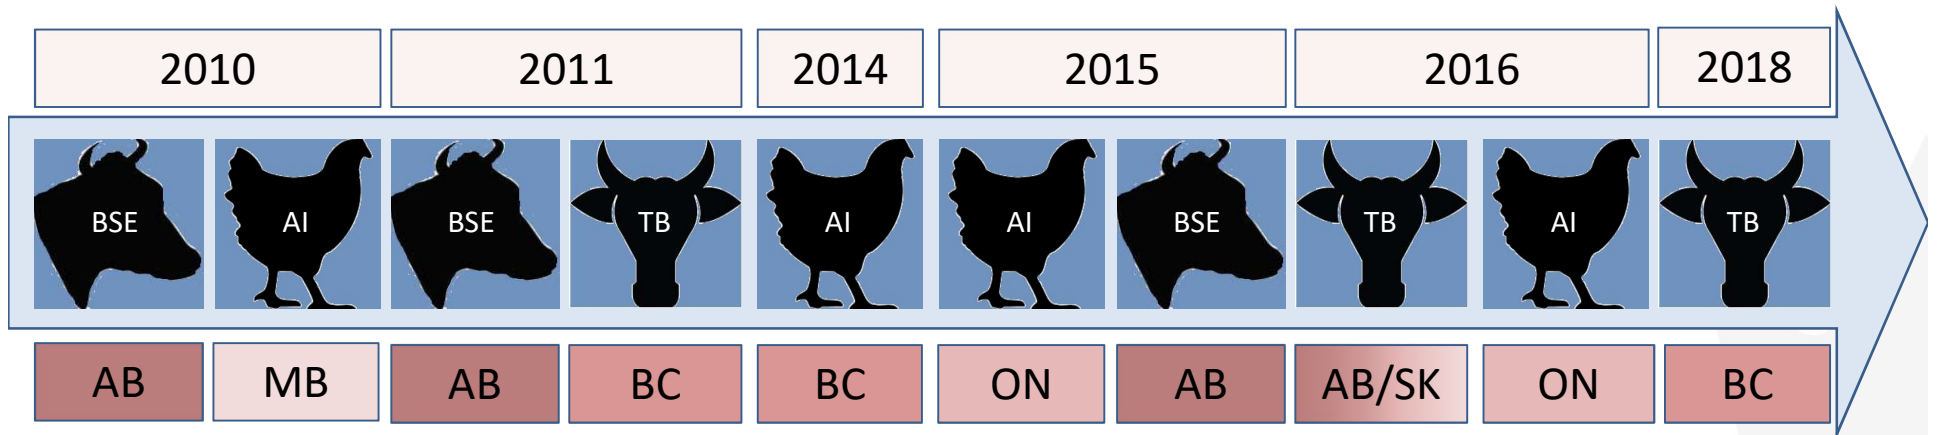 2010 2011 2014 2015 2016 2018
BSE AI BSE TB AI AI BSE TB AI TB
AB MB AB BC BC ON AB AB/SK ON BC